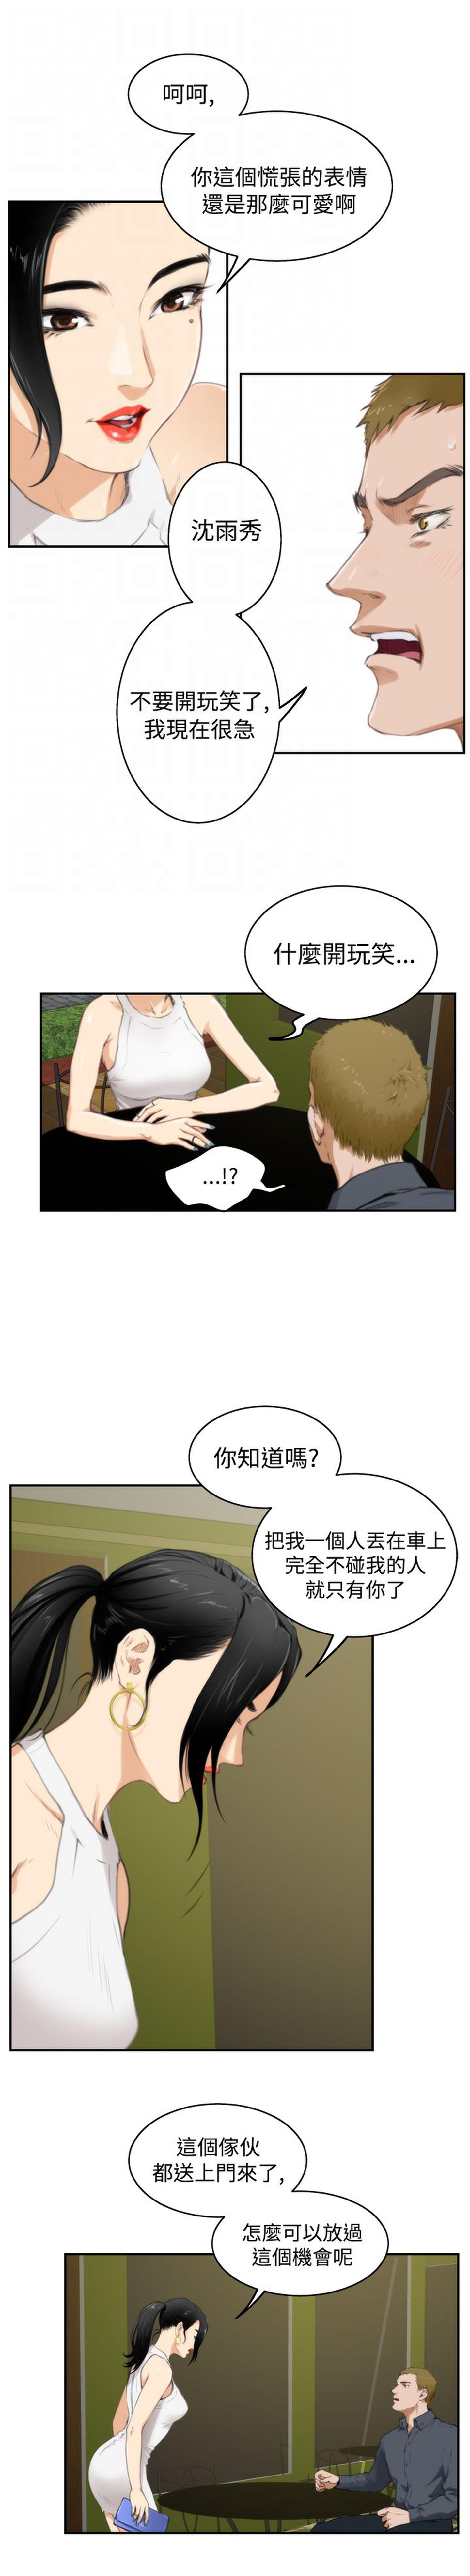 呵呵,
你這個慌張的表情
還是那麼可愛啊
沈雨秀
不要開玩笑了,
我現在很急
什麼開玩笑...
...!?
你知道嗎?
把我一個人丟在車上
完全不碰我的人
就只有你了
這個傢伙
都送上門來了,
怎麼可以放過
這個機會呢